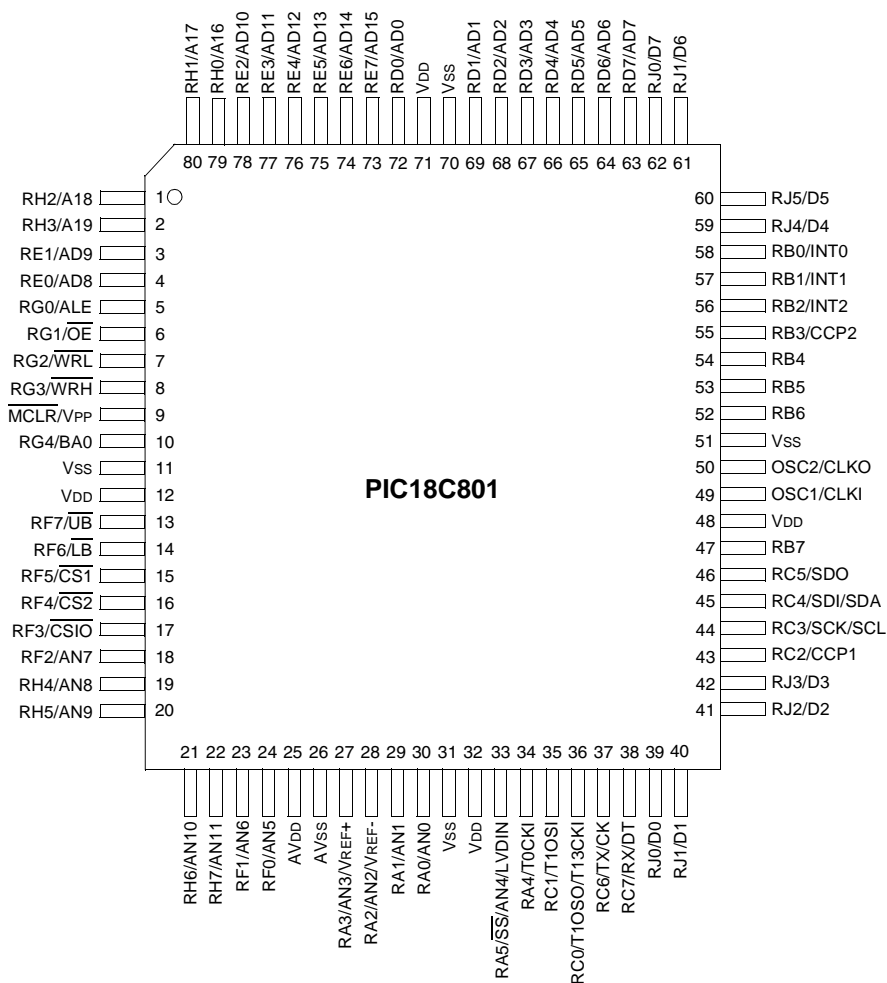 RH1/A17
RH0/A16
RE2/AD10
RE3/AD11
RE4/AD12
RE5/AD13
RE6/AD14
RE7/AD15
RD0/AD0
VDD
VSS
RD1/AD1
RD2/AD2
RD3/AD3
RD4/AD4
RD5/AD5
RD6/AD6
RD7/AD7
RJ0/D7
RJ1/D6
80 79 78 77 76 75 74 73 72 71 70 69 68 67 66 65 64 63 62 61
RH2/A18 1
RH3/A19 2
RE1/AD9 3
RE0/AD8 4
RG0/ALE 5
RG1/OE 6
RG2/WRL 7
RG3/WRH 8
MCLR/VPP 9
RG4/BA0 10
VSS 11
VDD 12
RF7/UB 13
RF6/LB 14
RF5/CS1 15
RF4/CS2 16
RF3/CSIO 17
RF2/AN7 18
RH4/AN8 19
RH5/AN9 20
PIC18C801
60 RJ5/D5
59 RJ4/D4
58 RB0/INT0
57 RB1/INT1
56 RB2/INT2
55 RB3/CCP2
54 RB4
53 RB5
52 RB6
51 VSS
50 OSC2/CLKO
49 OSC1/CLKI
48 VDD
47 RB7
46 RC5/SDO
45 RC4/SDI/SDA
44 RC3/SCK/SCL
43 RC2/CCP1
42 RJ3/D3
41 RJ2/D2
21 22 23 24 25 26 27 28 29 30 31 32 33 34 35 36 37 38 39 40
RH6/AN10
RH7/AN11
RF1/AN6
RF0/AN5
AVDD
AVSS
RA3/AN3/VREF+
RA2/AN2/VREF-
RA1/AN1
RA0/AN0
VSS
VDD
RA5/SS/AN4/LVDIN
RA4/T0CKI
RC1/T1OSI
RC0/T1OSO/T13CKI
RC6/TX/CK
RC7/RX/DT
RJ0/D0
RJ1/D1